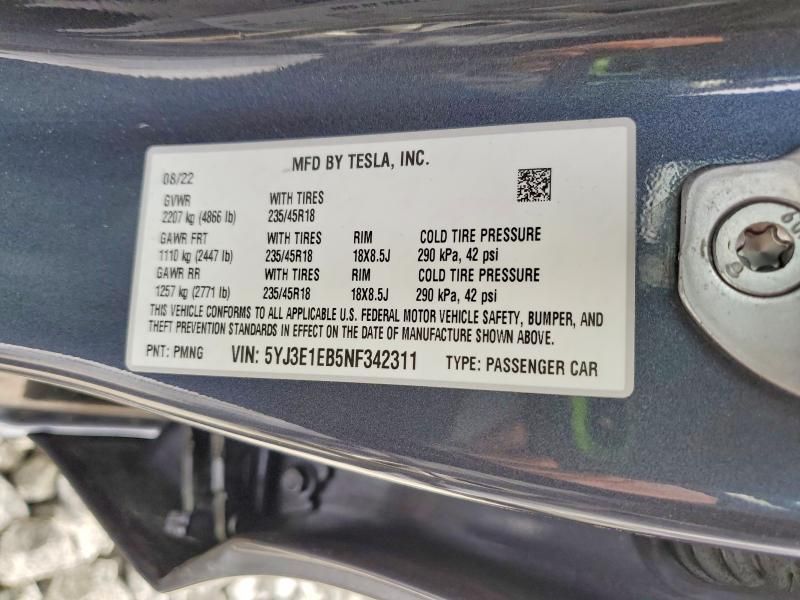 MFD BY TESLA, INC.
08/22
GVWR WITH TIRES
2207 kg (4866 lb) 235/45R18
GAWR FRT WITH TIRES RIM COLD TIRE PRESSURE
1110 kg (2447 lb) 235/45R18 18X8.5J 290 kPa, 42 psi
GAWR RR WITH TIRES RIM COLD TIRE PRESSURE
1257 kg (2771 lb) 235/45R18 18X8.5J 290 kPa, 42 psi
THIS VEHICLE CONFORMS TO ALL APPLICABLE U.S. FEDERAL MOTOR VEHICLE SAFETY, BUMPER, AND
THEFT PREVENTION STANDARDS IN EFFECT ON THE DATE OF MANUFACTURE SHOWN ABOVE.
PNT: PMNG VIN: 5YJ3E1EB5NF342311 TYPE: PASSENGER CAR